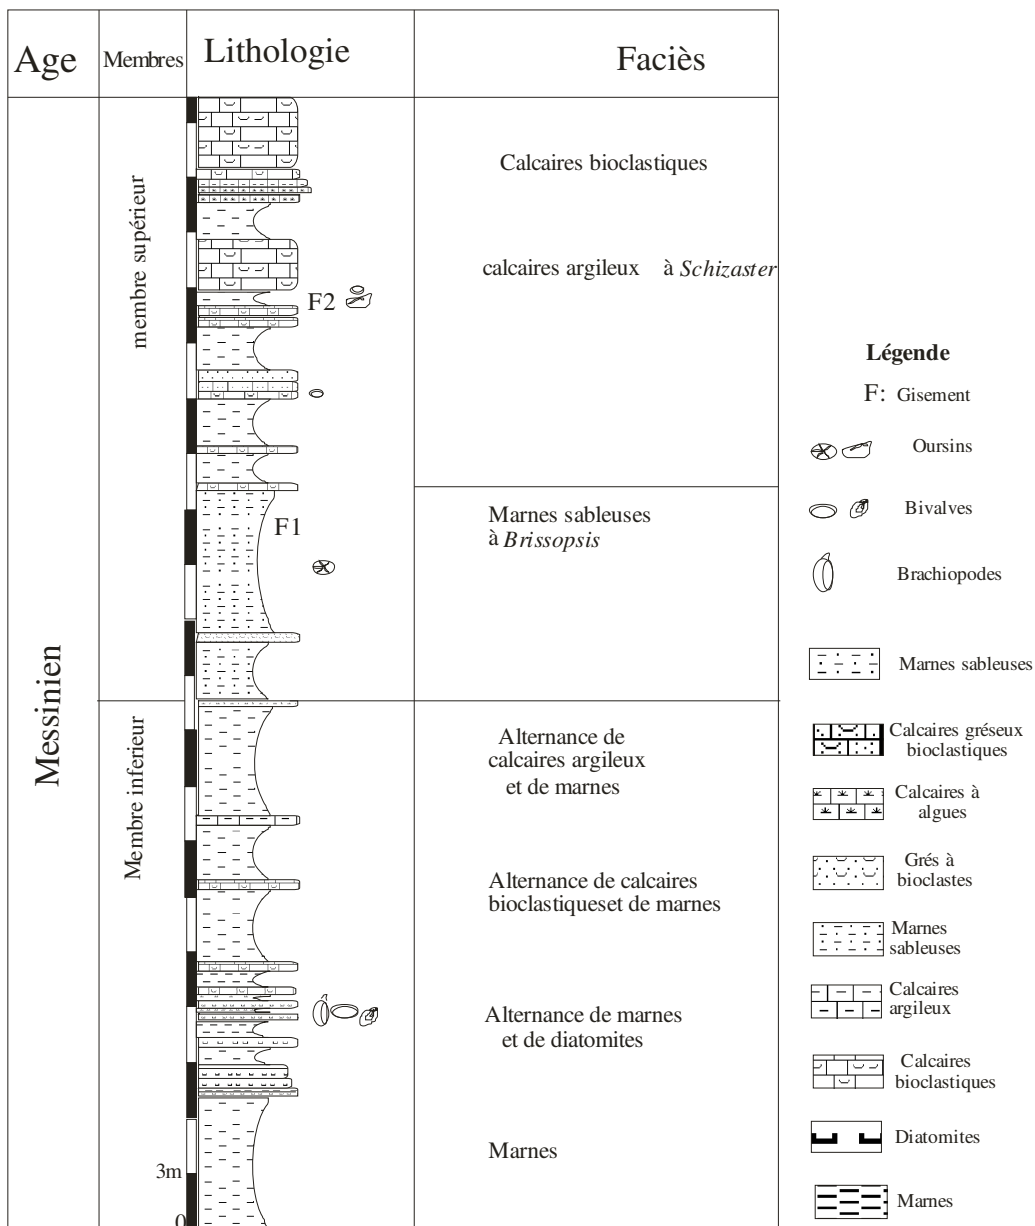 Age
Membres
Lithologie
Faciès
Messinien
membre supérieur
Membre inferieur
Calcaires bioclastiques
calcaires argileux à Schizaster
F2
F1
Marnes sableuses
à Brissopsis
Alternance de
calcaires argileux
et de marnes
Alternance de calcaires
bioclastiqueset de marnes
Alternance de marnes
et de diatomites
Marnes
3m
0
Légende
F: Gisement
Oursins
Bivalves
Brachiopodes
Marnes sableuses
Calcaires gréseux
bioclastiques
Calcaires à
algues
Grés à
bioclastes
Marnes
sableuses
Calcaires
argileux
Calcaires
bioclastiques
Diatomites
Marnes